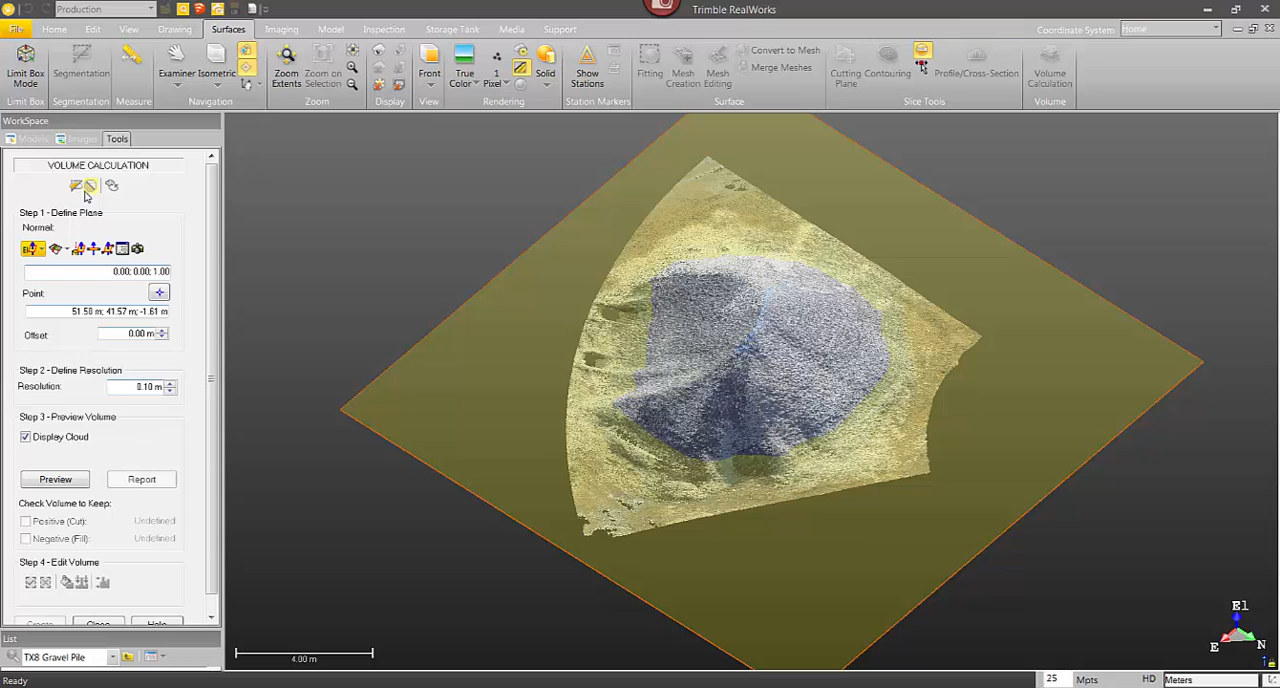 Production
Trimble RealWorks
File Home Edit View Drawing Surfaces Imaging Model Inspection Storage Tank Media Support
Coordinate System Home
Limit Box Mode
Segmentation
Measure
Examiner Isometric
Zoom Extents
Zoom on Selection
Front
True Color
1 Pixel
Solid
Show Stations
Fitting
Mesh Creation
Mesh Editing
Convert to Mesh
Merge Meshes
Cutting Plane
Contouring
Profile/Cross-Section
Volume Calculation
Limit Box Segmentation Measure Navigation Zoom Display View Rendering Station Markers Surface Slice Tools Volume
WorkSpace
Models Images Tools
VOLUME CALCULATION
Step 1 - Define Plane
Normal:
El
0.00; 0.00; 1.00
Point:
51.50 m; 41.57 m; -1.61 m
Offset: 0.00 m
Step 2 - Define Resolution
Resolution: 0.10 m
Step 3 - Preview Volume
Display Cloud
Preview Report
Check Volume to Keep:
Positive (Cut): Undefined
Negative (Fill): Undefined
Step 4 - Edit Volume
Create Close Help
List
TX8 Gravel Pile
4.00 m
El
E N
Ready
25 Mpts HD Meters